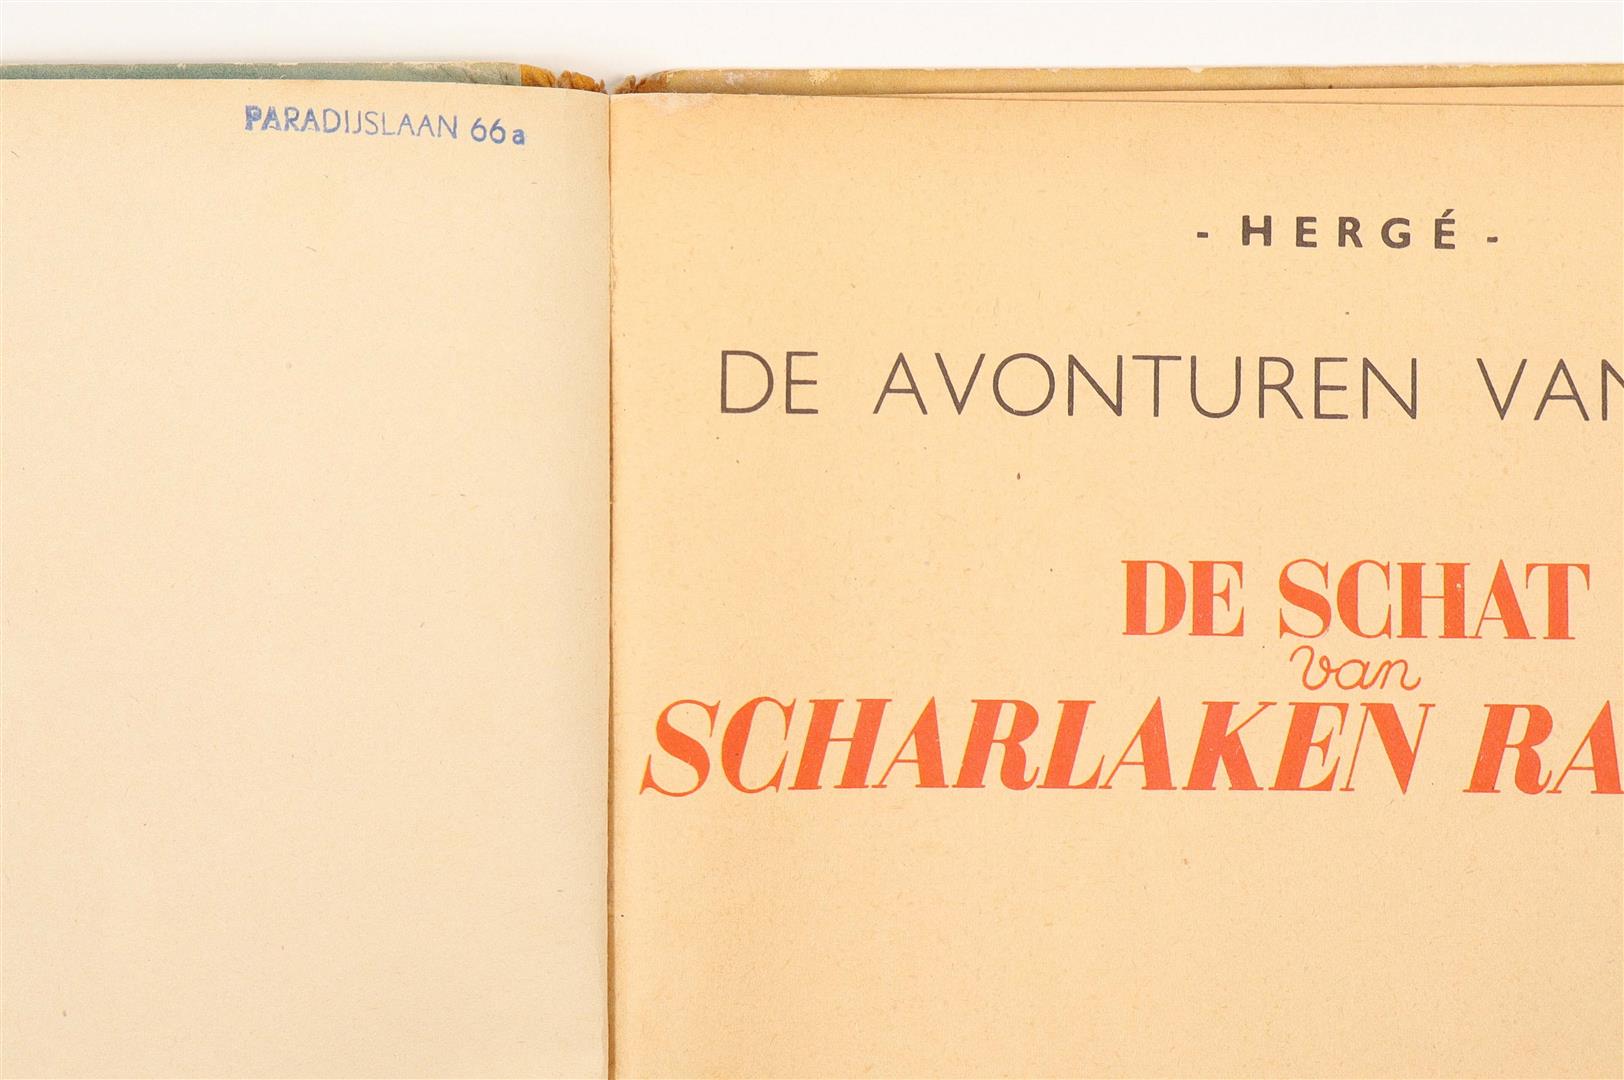 PARADIJSLAAN 66a
- HERGÉ -
DE AVONTUREN VAN
DE SCHAT
van
SCHARLAKEN RA